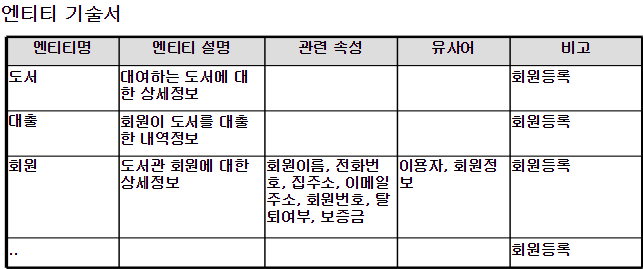 엔티티 기술서
엔티티명 엔티티 설명 관련 속성 유사어 비고
도서 대여하는 도서에 대 회원등록
한 상세정보
대출 회원이 도서를 대출 회원등록
한 내역정보
회원 도서관 회원에 대한 회원이름, 전화번 이용자, 회원정 회원등록
상세정보 호, 집주소, 이메일 보
주소, 회원번호, 탈
퇴여부, 보증금
.. 회원등록